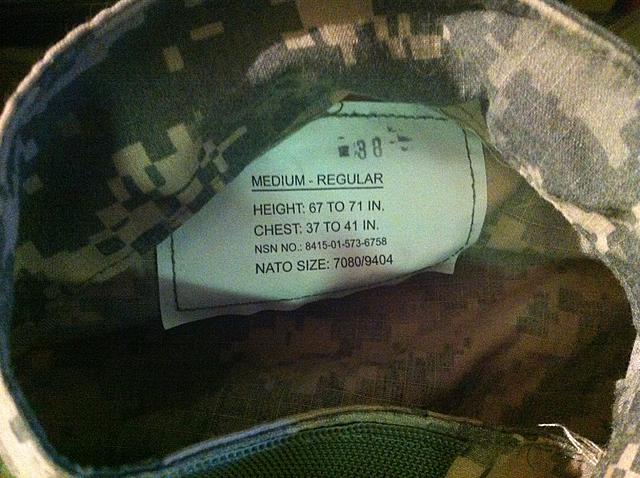 38
MEDIUM - REGULAR
HEIGHT: 67 TO 71 IN.
CHEST: 37 TO 41 IN.
NSN NO.: 8415-01-573-6758
NATO SIZE: 7080/9404